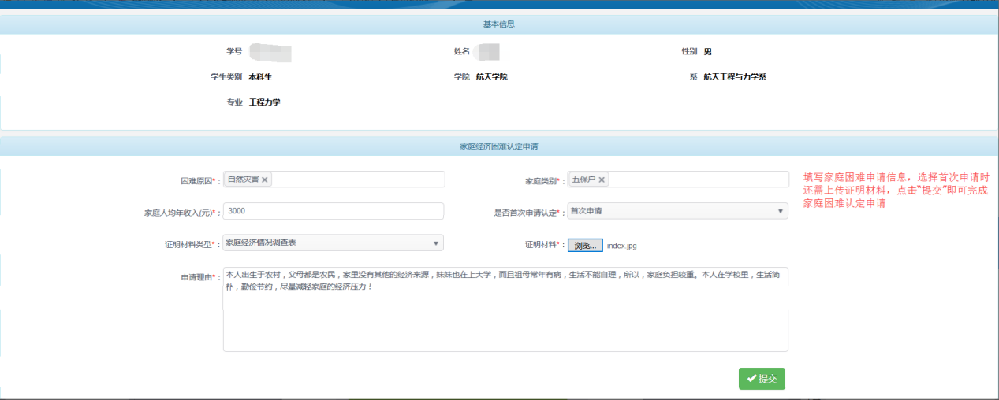 基本信息
学号
姓名
性别 男
学生类别 本科生
学院 航天学院
系 航天工程与力学系
专业 工程力学
家庭经济困难认定申请
困难原因*： 自然灾害 ×
家庭类别*： 五保户 ×
填写家庭困难申请信息，选择首次申请时
还需上传证明材料，点击“提交”即可完成
家庭困难认定申请
家庭人均年收入(元)*： 3000
是否首次申请认定*： 首次申请
证明材料类型*： 家庭经济情况调查表
证明材料*： 浏览... index.jpg
申请理由*： 本人出生于农村，父母都是农民，家里没有其他的经济来源，妹妹也在上大学，而且祖母常年有病，生活不能自理，所以，家庭负担较重。本人在学校里，生活简
朴，勤俭节约，尽量减轻家庭的经济压力！
提交